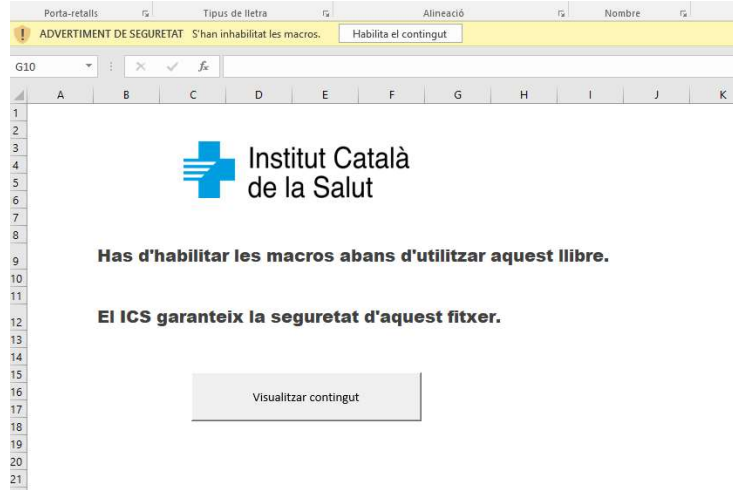 Porta-retalls Tipus de lletra Alineació Nombre
ADVERTIMENT DE SEGURETAT S'han inhabilitat les macros. Habilita el contingut
G10 fx
A B C D E F G H I J K
1
2
3
4
5
6
7
8
9
10
11
12
13
14
15
16
17
18
19
20
21
Institut Català
de la Salut
Has d'habilitar les macros abans d'utilitzar aquest llibre.
El ICS garanteix la seguretat d'aquest fitxer.
Visualitzar contingut